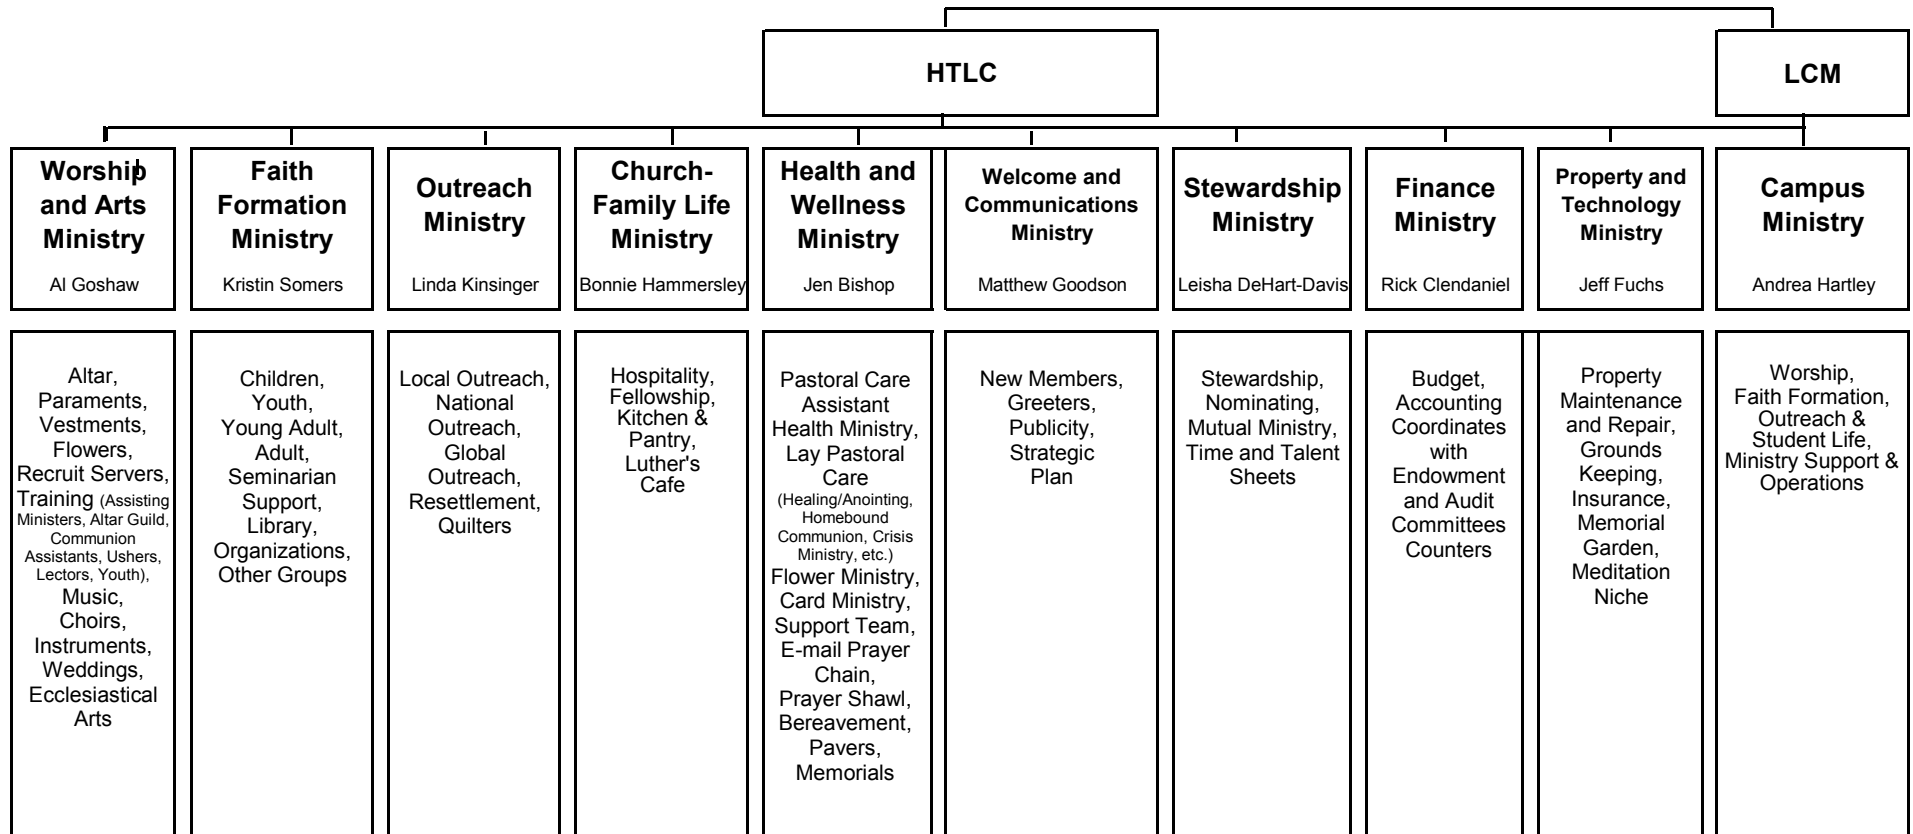 HTLC
LCM
Worship
and Arts
Ministry
Al Goshaw
Faith
Formation
Ministry
Kristin Somers
Outreach
Ministry
Linda Kinsinger
Church-
Family Life
Ministry
Bonnie Hammersley
Health and
Wellness
Ministry
Jen Bishop
Welcome and
Communications
Ministry
Matthew Goodson
Stewardship
Ministry
Leisha DeHart-Davis
Finance
Ministry
Rick Clendaniel
Property and
Technology
Ministry
Jeff Fuchs
Campus
Ministry
Andrea Hartley
Altar,
Paraments,
Vestments,
Flowers,
Recruit Servers,
Training (Assisting
Ministers, Altar Guild,
Communion
Assistants, Ushers,
Lectors, Youth),
Music,
Choirs,
Instruments,
Weddings,
Ecclesiastical
Arts
Children,
Youth,
Young Adult,
Adult,
Seminarian
Support,
Library,
Organizations,
Other Groups
Local Outreach,
National
Outreach,
Global
Outreach,
Resettlement,
Quilters
Hospitality,
Fellowship,
Kitchen &
Pantry,
Luther's
Cafe
Pastoral Care
Assistant
Health Ministry,
Lay Pastoral
Care
(Healing/Anointing,
Homebound
Communion, Crisis
Ministry, etc.)
Flower Ministry,
Card Ministry,
Support Team,
E-mail Prayer
Chain,
Prayer Shawl,
Bereavement,
Pavers,
Memorials
New Members,
Greeters,
Publicity,
Strategic
Plan
Stewardship,
Nominating,
Mutual Ministry,
Time and Talent
Sheets
Budget,
Accounting
Coordinates
with
Endowment
and Audit
Committees
Counters
Property
Maintenance
and Repair,
Grounds
Keeping,
Insurance,
Memorial
Garden,
Meditation
Niche
Worship,
Faith Formation,
Outreach &
Student Life,
Ministry Support &
Operations